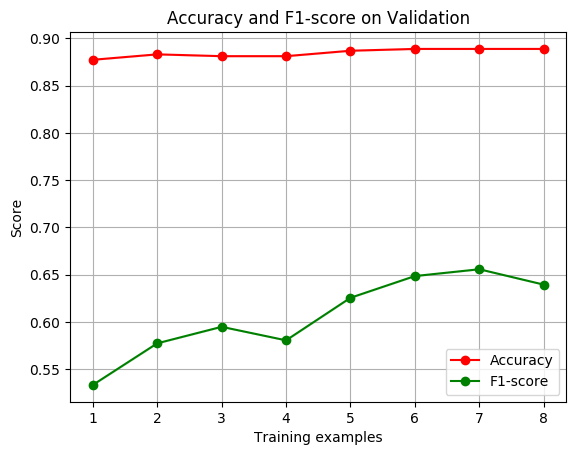 Accuracy and F1-score on Validation
0.90
0.85
0.80
0.75
0.70
0.65
0.60
0.55
Score
1 2 3 4 5 6 7 8
Training examples
Accuracy
F1-score